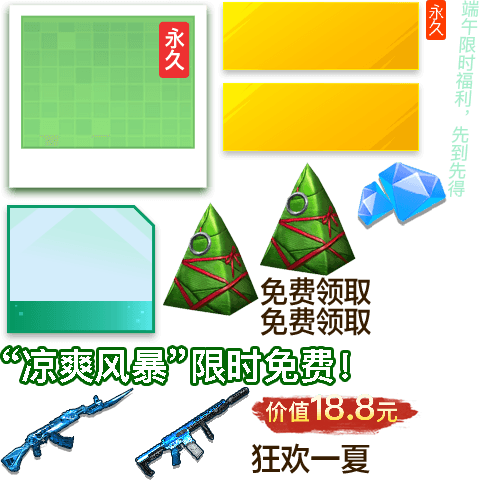 永久
永久
端午限时福利，先到先得
免费领取
免费领取
“凉爽风暴”限时免费！
价值18.8元
狂欢一夏